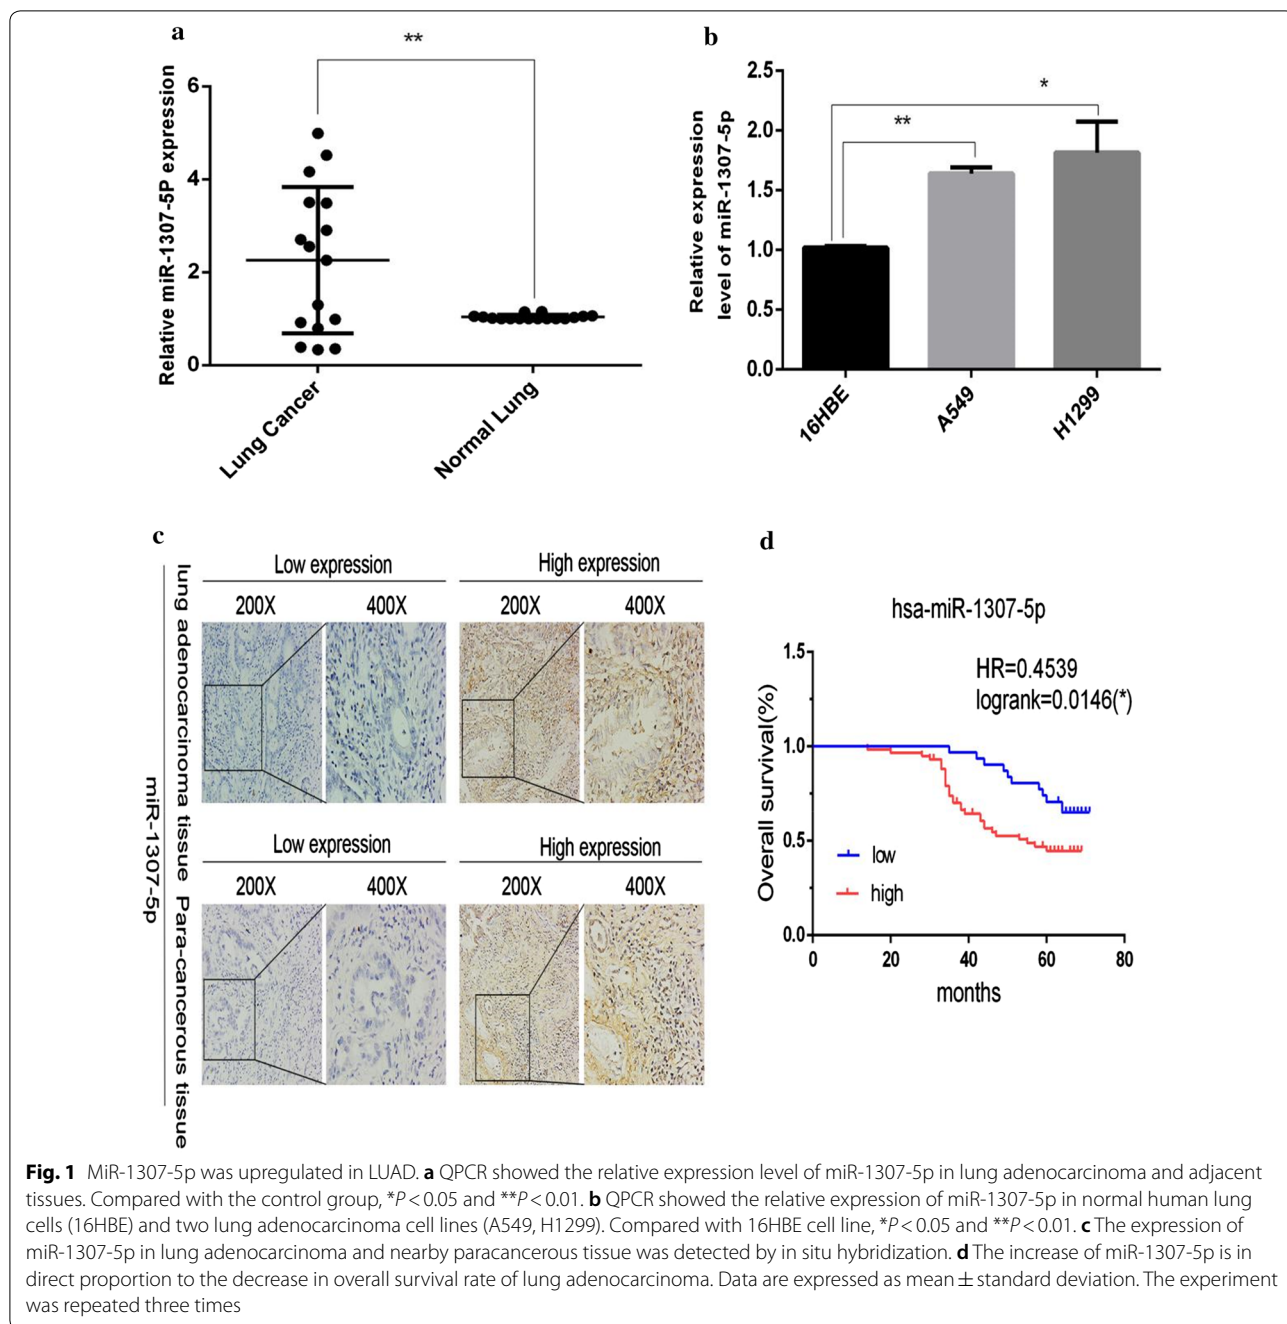 a
**
Relative miR-1307-5P expression
6
4
2
0
Lung Cancer
Normal Lung
b
*
**
Relative expression
level of miR-1307-5p
2.5
2.0
1.5
1.0
0.5
0.0
16HBE
A549
H1299
c
miR-1307-5p
lung adenocarcinoma tissue
Low expression
High expression
200X
400X
200X
400X
Para-cancerous tissue
Low expression
High expression
200X
400X
200X
400X
d
hsa-miR-1307-5p
HR=0.4539
logrank=0.0146(*)
Overall survival(%)
1.5
1.0
0.5
0.0
low
high
0
20
40
60
80
months
Fig. 1 MiR-1307-5p was upregulated in LUAD. a QPCR showed the relative expression level of miR-1307-5p in lung adenocarcinoma and adjacent
tissues. Compared with the control group, *P < 0.05 and **P < 0.01. b QPCR showed the relative expression of miR-1307-5p in normal human lung
cells (16HBE) and two lung adenocarcinoma cell lines (A549, H1299). Compared with 16HBE cell line, *P < 0.05 and **P < 0.01. c The expression of
miR-1307-5p in lung adenocarcinoma and nearby paracancerous tissue was detected by in situ hybridization. d The increase of miR-1307-5p is in
direct proportion to the decrease in overall survival rate of lung adenocarcinoma. Data are expressed as mean ± standard deviation. The experiment
was repeated three times